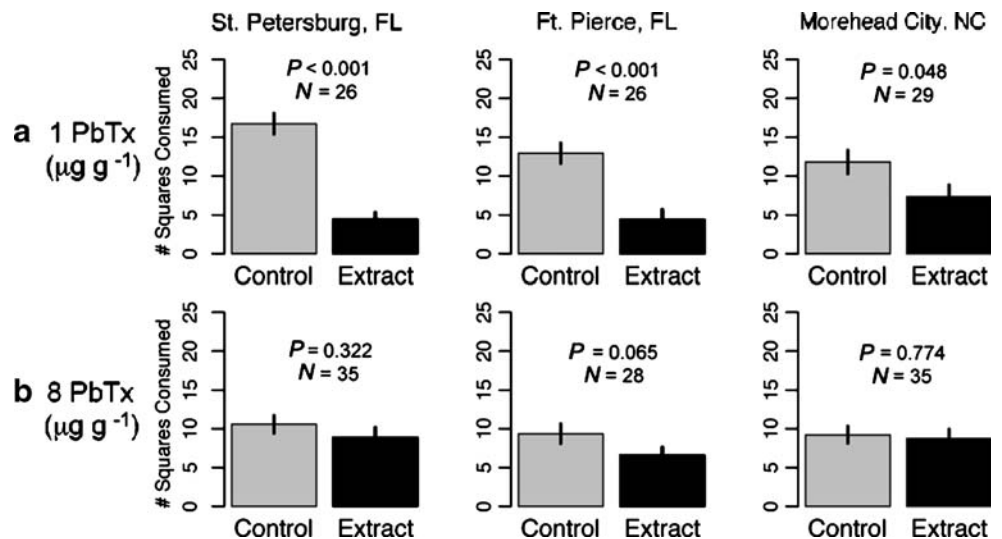 St. Petersburg, FL
Ft. Pierce, FL
Morehead City. NC
a 1 PbTx
(µg g -1)
# Squares Consumed
0 5 10 15 20 25
P < 0.001
N = 26
Control Extract
0 5 10 15 20 25
P < 0.001
N = 26
Control Extract
0 5 10 15 20 25
P = 0.048
N = 29
Control Extract
b 8 PbTx
(µg g -1)
# Squares Consumed
0 5 10 15 20 25
P = 0.322
N = 35
Control Extract
0 5 10 15 20 25
P = 0.065
N = 28
Control Extract
0 5 10 15 20 25
P = 0.774
N = 35
Control Extract